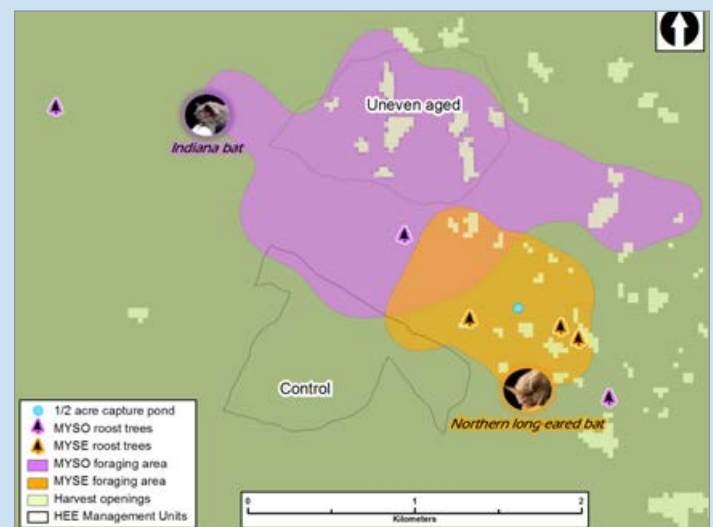 Uneven aged
Indiana bat
Control
Northern long-eared bat
1/2 acre capture pond
MYSO roost trees
MYSE roost trees
MYSO foraging area
MYSE foraging area
Harvest openings
HEE Management Units
0 1 2
Kilometers